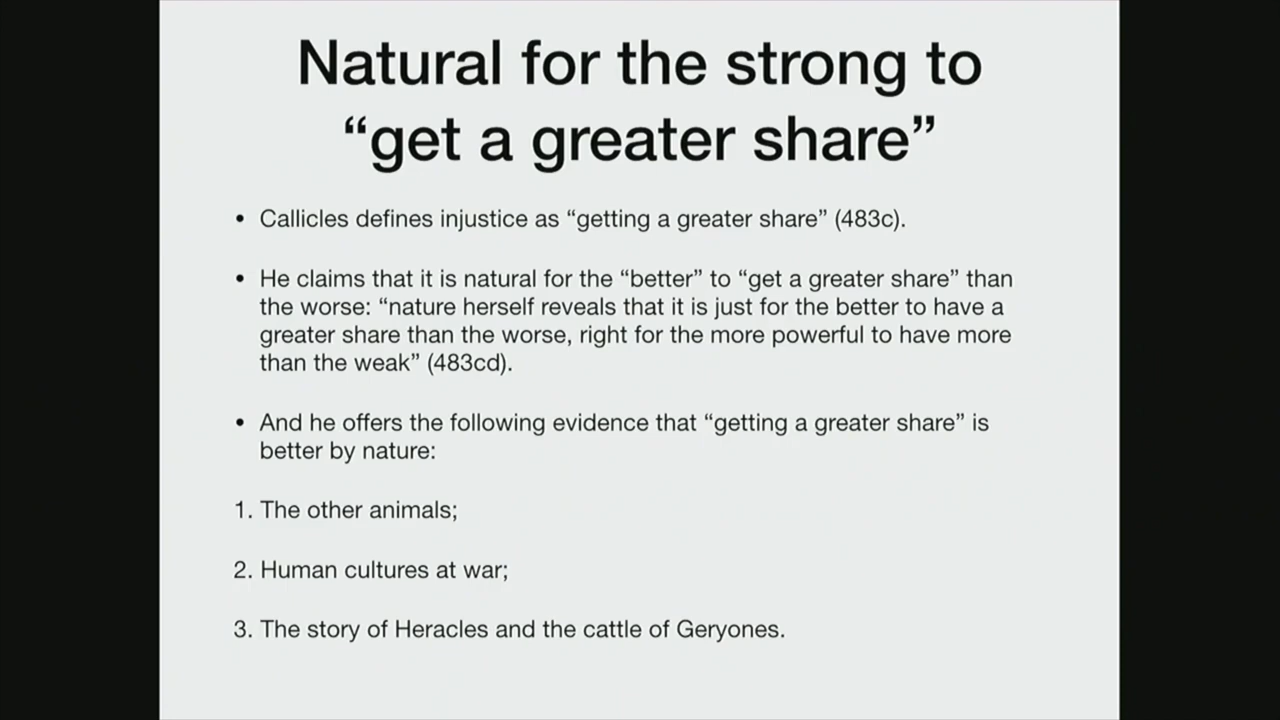 Natural for the strong to
“get a greater share”
• Callicles defines injustice as “getting a greater share” (483c).
• He claims that it is natural for the “better” to “get a greater share” than
the worse: “nature herself reveals that it is just for the better to have a
greater share than the worse, right for the more powerful to have more
than the weak” (483cd).
• And he offers the following evidence that “getting a greater share” is
better by nature:
1. The other animals;
2. Human cultures at war;
3. The story of Heracles and the cattle of Geryones.